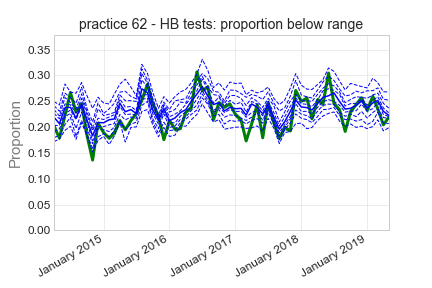 practice 62 - HB tests: proportion below range
Proportion
0.35
0.30
0.25
0.20
0.15
0.10
0.05
0.00
January 2015
January 2016
January 2017
January 2018
January 2019